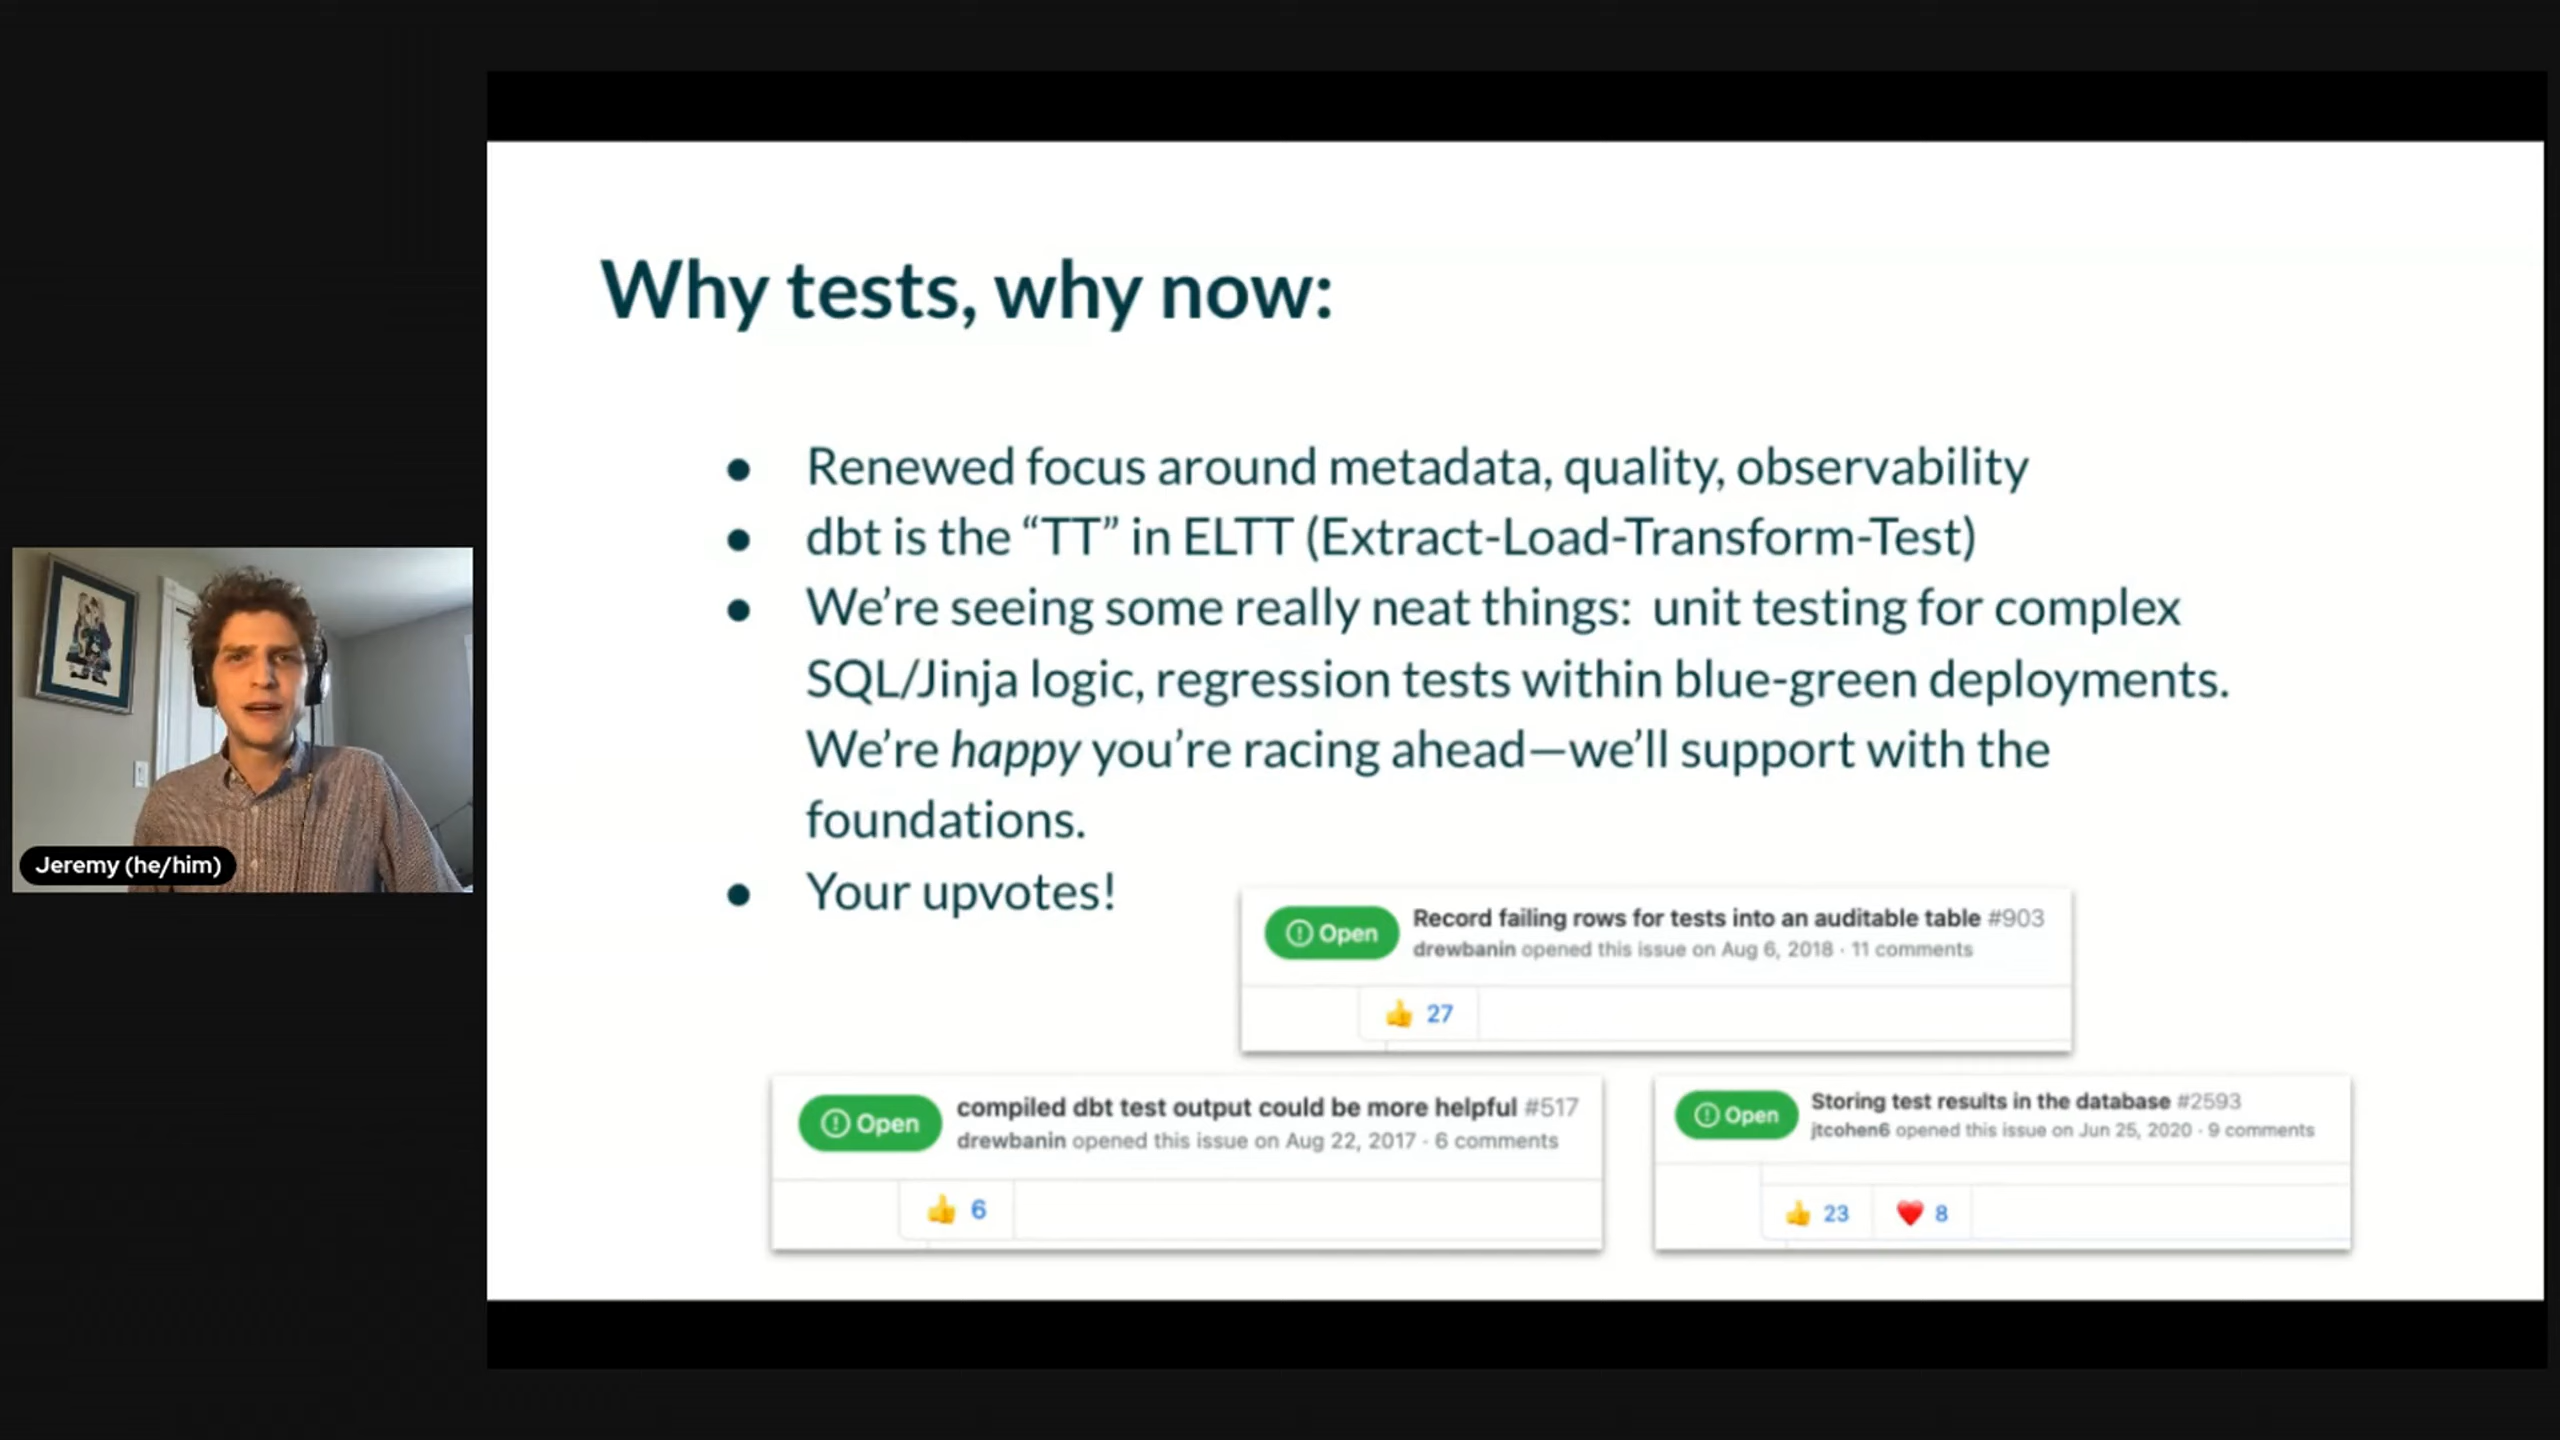 Why tests, why now:
● Renewed focus around metadata, quality, observability
● dbt is the “TT” in ELTT (Extract-Load-Transform-Test)
● We’re seeing some really neat things: unit testing for complex
SQL/Jinja logic, regression tests within blue-green deployments.
We’re happy you’re racing ahead—we’ll support with the
foundations.
● Your upvotes!
Open
Record failing rows for tests into an auditable table #903
drewbanin opened this issue on Aug 6, 2018 · 11 comments
👍 27
Open
compiled dbt test output could be more helpful #517
drewbanin opened this issue on Aug 22, 2017 · 6 comments
👍 6
Open
Storing test results in the database #2593
jtcohen6 opened this issue on Jun 25, 2020 · 9 comments
👍 23 ❤️ 8
Jeremy (he/him)